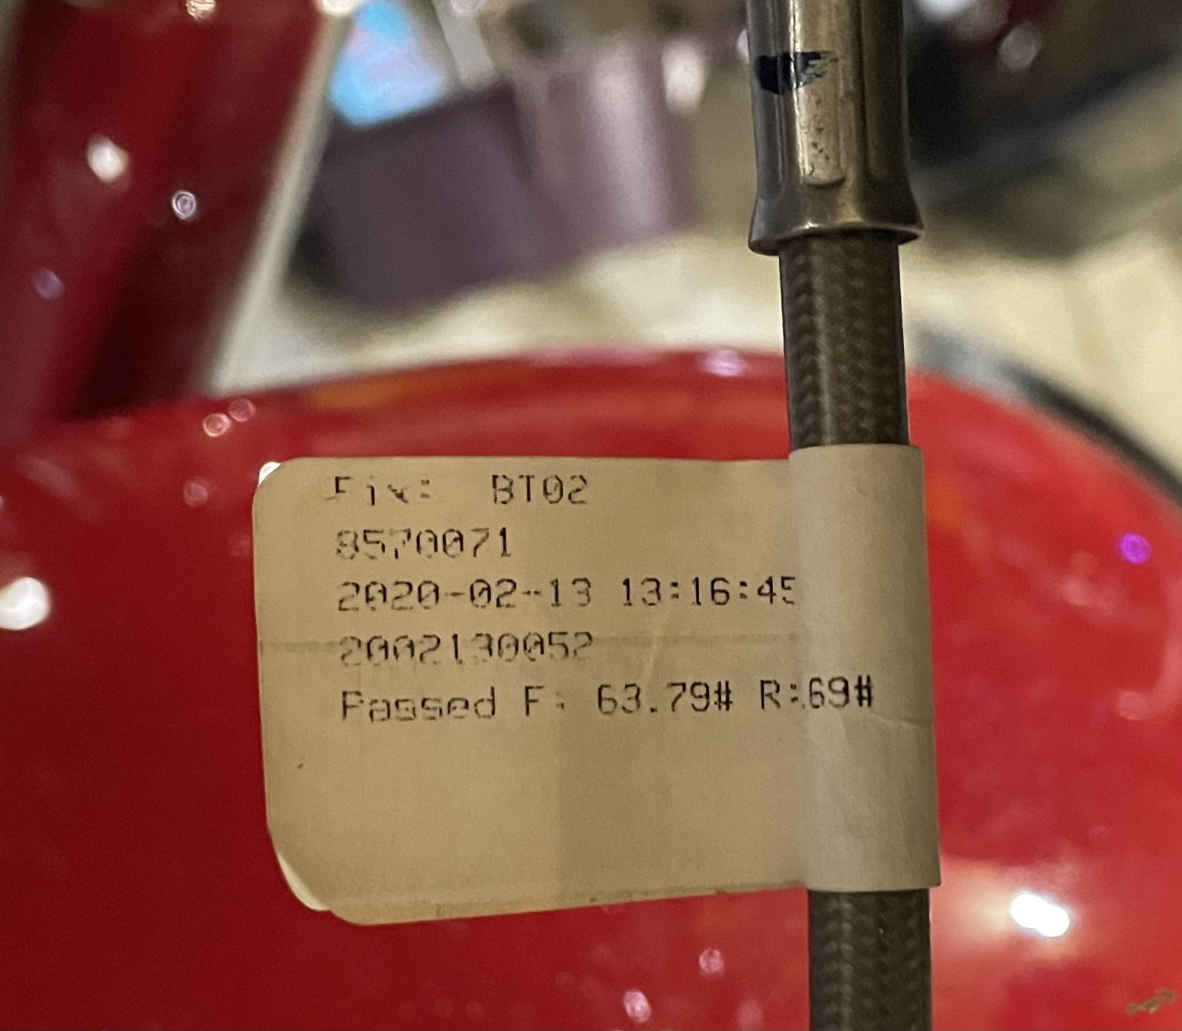 Fix: BT02
8570071
2020-02-13 13:16:45
2002130052
Passed F: 63.79# R:69#